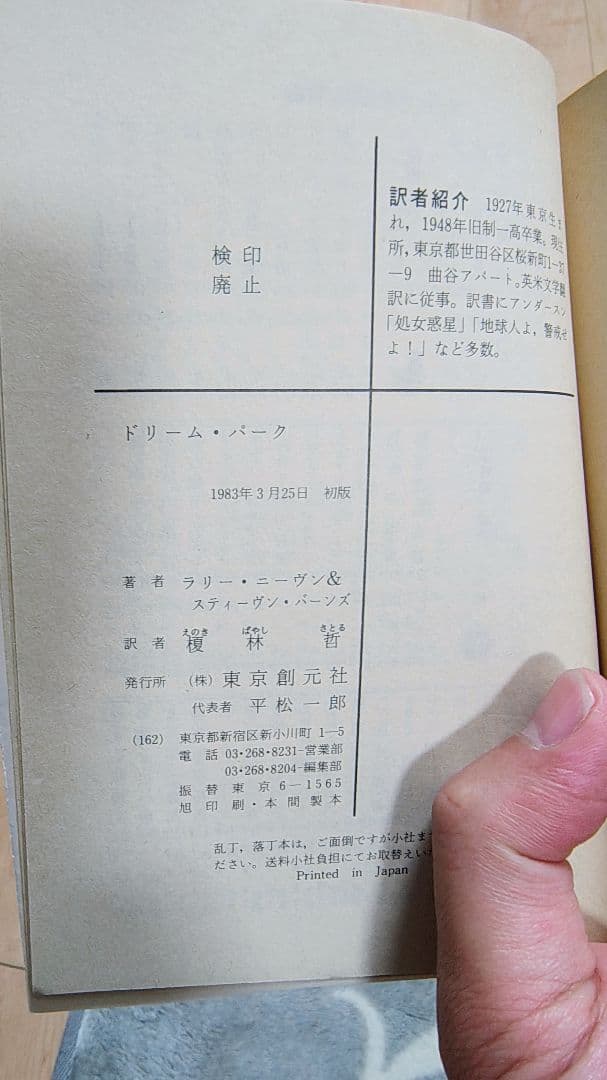 検印
廃止
訳者紹介 1927年東京生ま
れ，1948年旧制一高卒業。現住
所，東京都世田谷区桜新町1―37
―9 曲谷アパート。英米文学翻
訳に従事。訳書にアンダースン
「処女惑星」「地球人よ，警戒せ
よ！」など多数。
ドリーム・パーク
1983年3月25日 初版
著者 ラリー・ニーヴン&
スティーヴン・バーンズ
えのき ばやし さとる
訳者 榎林 哲
発行所 (株) 東京創元社
代表者 平松一郎
(162) 東京都新宿区新小川町 1―5
電話 03・268・8231-営業部
03・268・8204-編集部
振替 東京 6―1565
旭印刷・本間製本
乱丁，落丁本は，ご面倒ですが小社ま
ださい。送料小社負担にてお取替えい
Printed in Japan